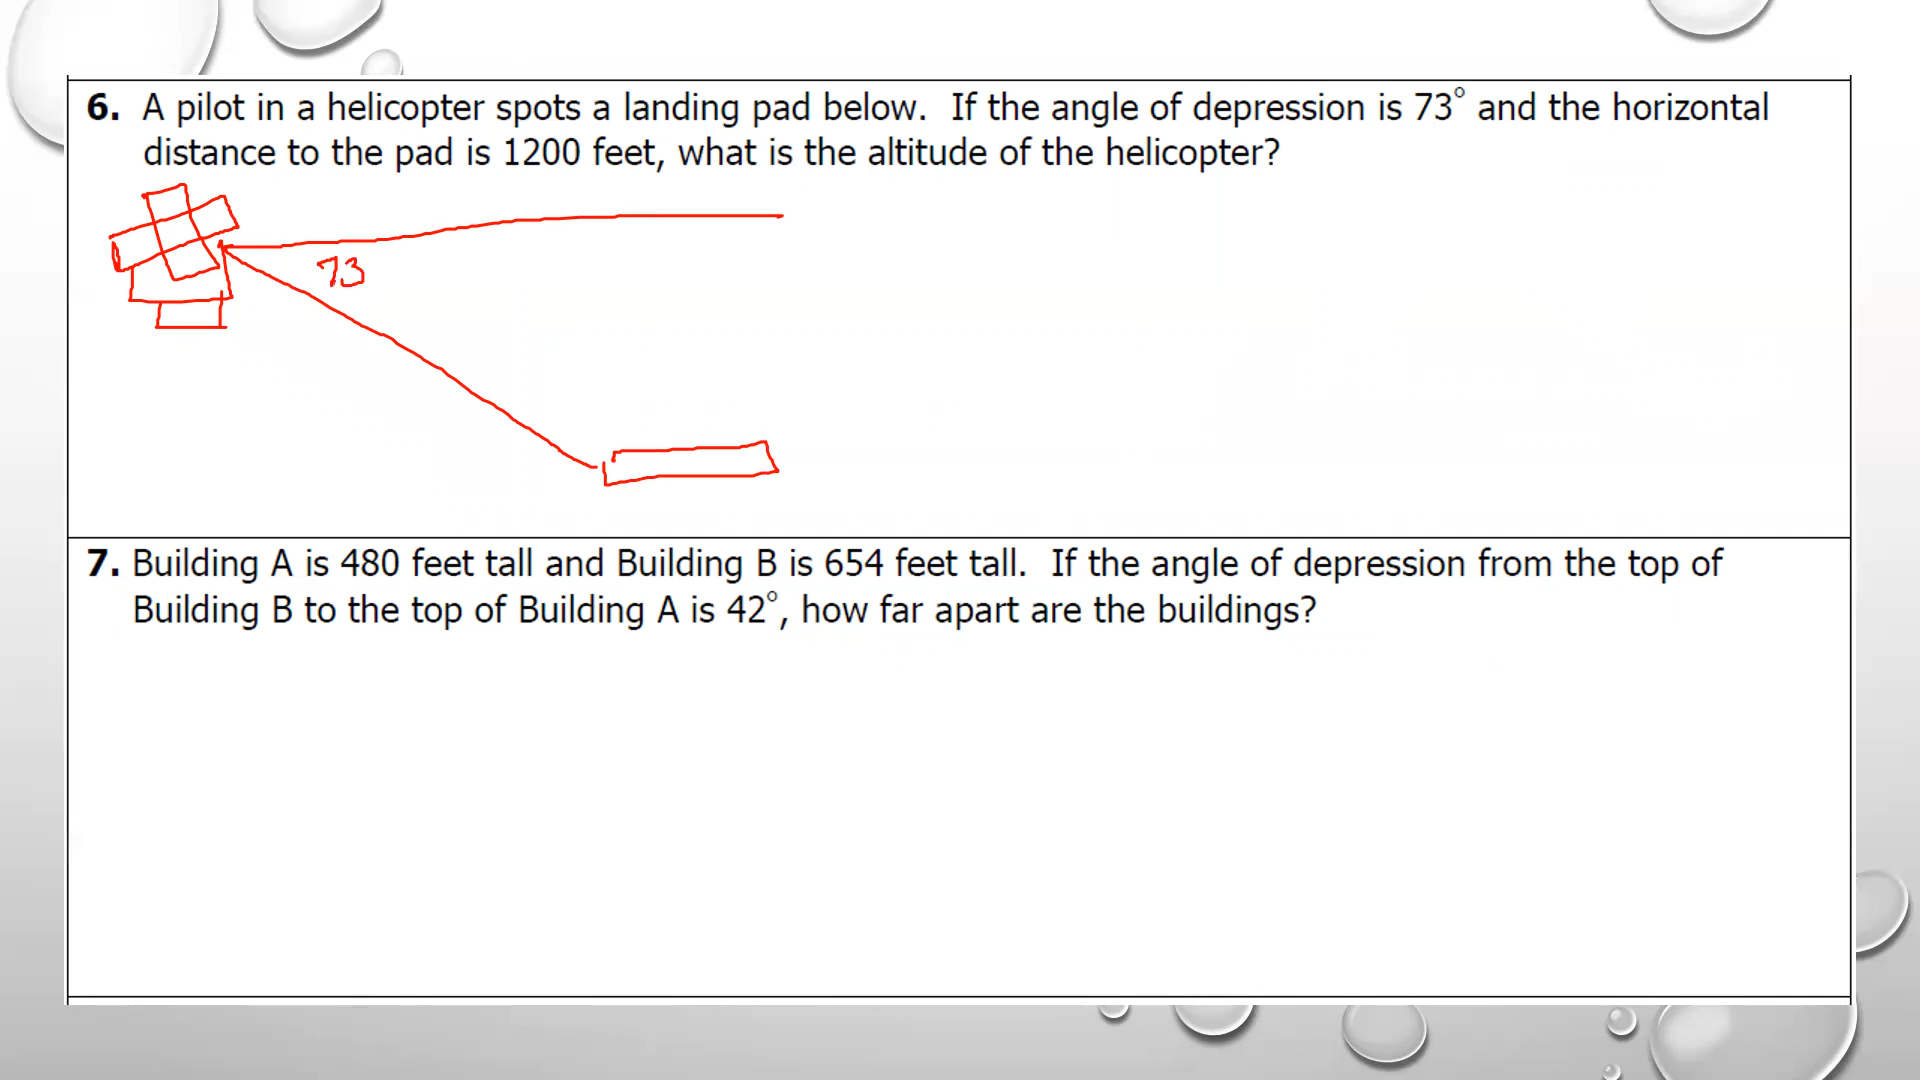 6. A pilot in a helicopter spots a landing pad below. If the angle of depression is 73° and the horizontal
distance to the pad is 1200 feet, what is the altitude of the helicopter?
73
7. Building A is 480 feet tall and Building B is 654 feet tall. If the angle of depression from the top of
Building B to the top of Building A is 42°, how far apart are the buildings?